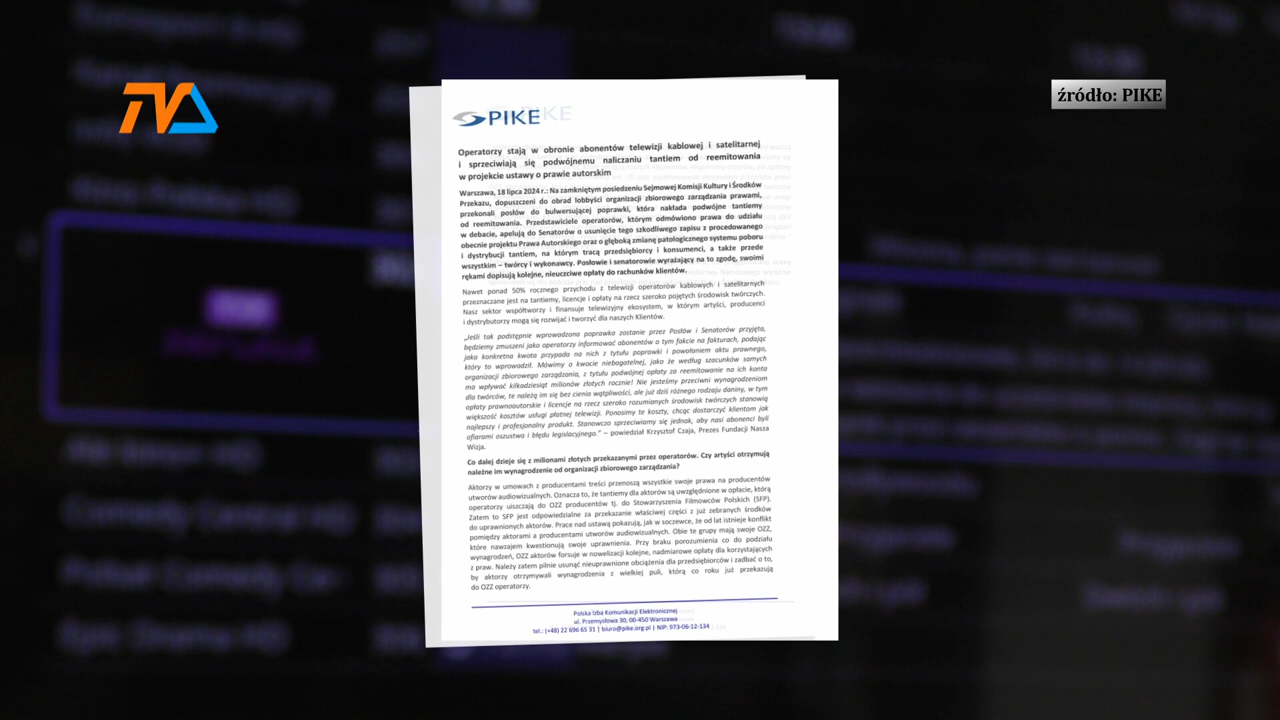 TVA
źródło: PIKE
PIKE
Operatorzy stają w obronie abonentów telewizji kablowej i satelitarnej
i sprzeciwiają się podwójnemu naliczaniu tantiem od reemitowania
w projekcie ustawy o prawie autorskim
Warszawa, 18 lipca 2024 r.: Na zamkniętym posiedzeniu Sejmowej Komisji Kultury i Środków
Przekazu, dopuszczeni do obrad lobbyści organizacji zbiorowego zarządzania prawami,
przekonali posłów do bulwersującej poprawki, która nakłada podwójne tantiemy
od reemitowania. Przedstawiciele operatorów, którym odmówiono prawa do udziału
w debacie, apelują do Senatorów o usunięcie tego szkodliwego zapisu z procedowanego
obecnie projektu Prawa Autorskiego oraz o głęboką zmianę patologicznego systemu poboru
i dystrybucji tantiem, na którym tracą przedsiębiorcy i konsumenci, a także przede
wszystkim – twórcy i wykonawcy. Posłowie i senatorowie wyrażający na to zgodę, swoimi
rękami dopisują kolejne, nieuczciwe opłaty do rachunków klientów.
Nawet ponad 50% rocznego przychodu z telewizji operatorów kablowych i satelitarnych
przeznaczane jest na tantiemy, licencje i opłaty na rzecz szeroko pojętych środowisk twórczych.
Nasz sektor współtworzy i finansuje telewizyjny ekosystem, w którym artyści, producenci
i dystrybutorzy mogą się rozwijać i tworzyć dla naszych Klientów.
„Jeśli tak podstępnie wprowadzona poprawka zostanie przez Posłów i Senatorów przyjęta,
będziemy zmuszeni jako operatorzy informować abonentów o tym fakcie na fakturach, podając
jaka konkretna kwota przypada na nich z tytułu poprawki i powołaniem aktu prawnego,
który to wprowadził. Mówimy o kwocie niebagatelnej, jako że według szacunków samych
organizacji zbiorowego zarządzania, z tytułu podwójnej opłaty za reemitowanie na ich konta
ma wpływać kilkadziesiąt milionów złotych rocznie! Nie jesteśmy przeciwni wynagrodzeniom
dla twórców, te należą im się bez cienia wątpliwości, ale już dziś różnego rodzaju daniny, w tym
opłaty prawnoautorskie i licencje na rzecz szeroko rozumianych środowisk twórczych stanowią
większość kosztów usługi płatnej telewizji. Ponosimy te koszty, chcąc dostarczyć klientom jak
najlepszy i profesjonalny produkt. Stanowczo sprzeciwiamy się jednak, aby nasi abonenci byli
ofiarami oszustwa i błędu legislacyjnego.” – powiedział Krzysztof Czaja, Prezes Fundacji Nasza
Wizja.
Co dalej dzieje się z milionami złotych przekazanymi przez operatorów. Czy artyści otrzymują
należne im wynagrodzenie od organizacji zbiorowego zarządzania?
Aktorzy w umowach z producentami treści przenoszą wszystkie swoje prawa na producentów
utworów audiowizualnych. Oznacza to, że tantiemy dla aktorów są uwzględnione w opłacie, którą
operatorzy uiszczają do OZZ producentów tj. do Stowarzyszenia Filmowców Polskich (SFP).
Zatem to SFP jest odpowiedzialne za przekazanie właściwej części z już zebranych środków
do uprawnionych aktorów. Prace nad ustawą pokazują, jak w soczewce, że od lat istnieje konflikt
pomiędzy aktorami a producentami utworów audiowizualnych. Obie te grupy mają swoje OZZ,
które nawzajem kwestionują swoje uprawnienia. Przy braku porozumienia co do podziału
wynagrodzeń, OZZ aktorów forsuje w nowelizacji kolejne, nadmiarowe opłaty dla korzystających
z praw. Należy zatem pilnie usunąć nieuprawnione obciążenia dla przedsiębiorców i zadbać o to,
by aktorzy otrzymywali wynagrodzenia z wielkiej puli, którą co roku już przekazują
do OZZ operatorzy.
Polska Izba Komunikacji Elektronicznej
ul. Przemysłowa 30, 00-450 Warszawa
tel.: (+48) 22 696 65 31 | biuro@pike.org.pl | NIP: 973-06-12-134